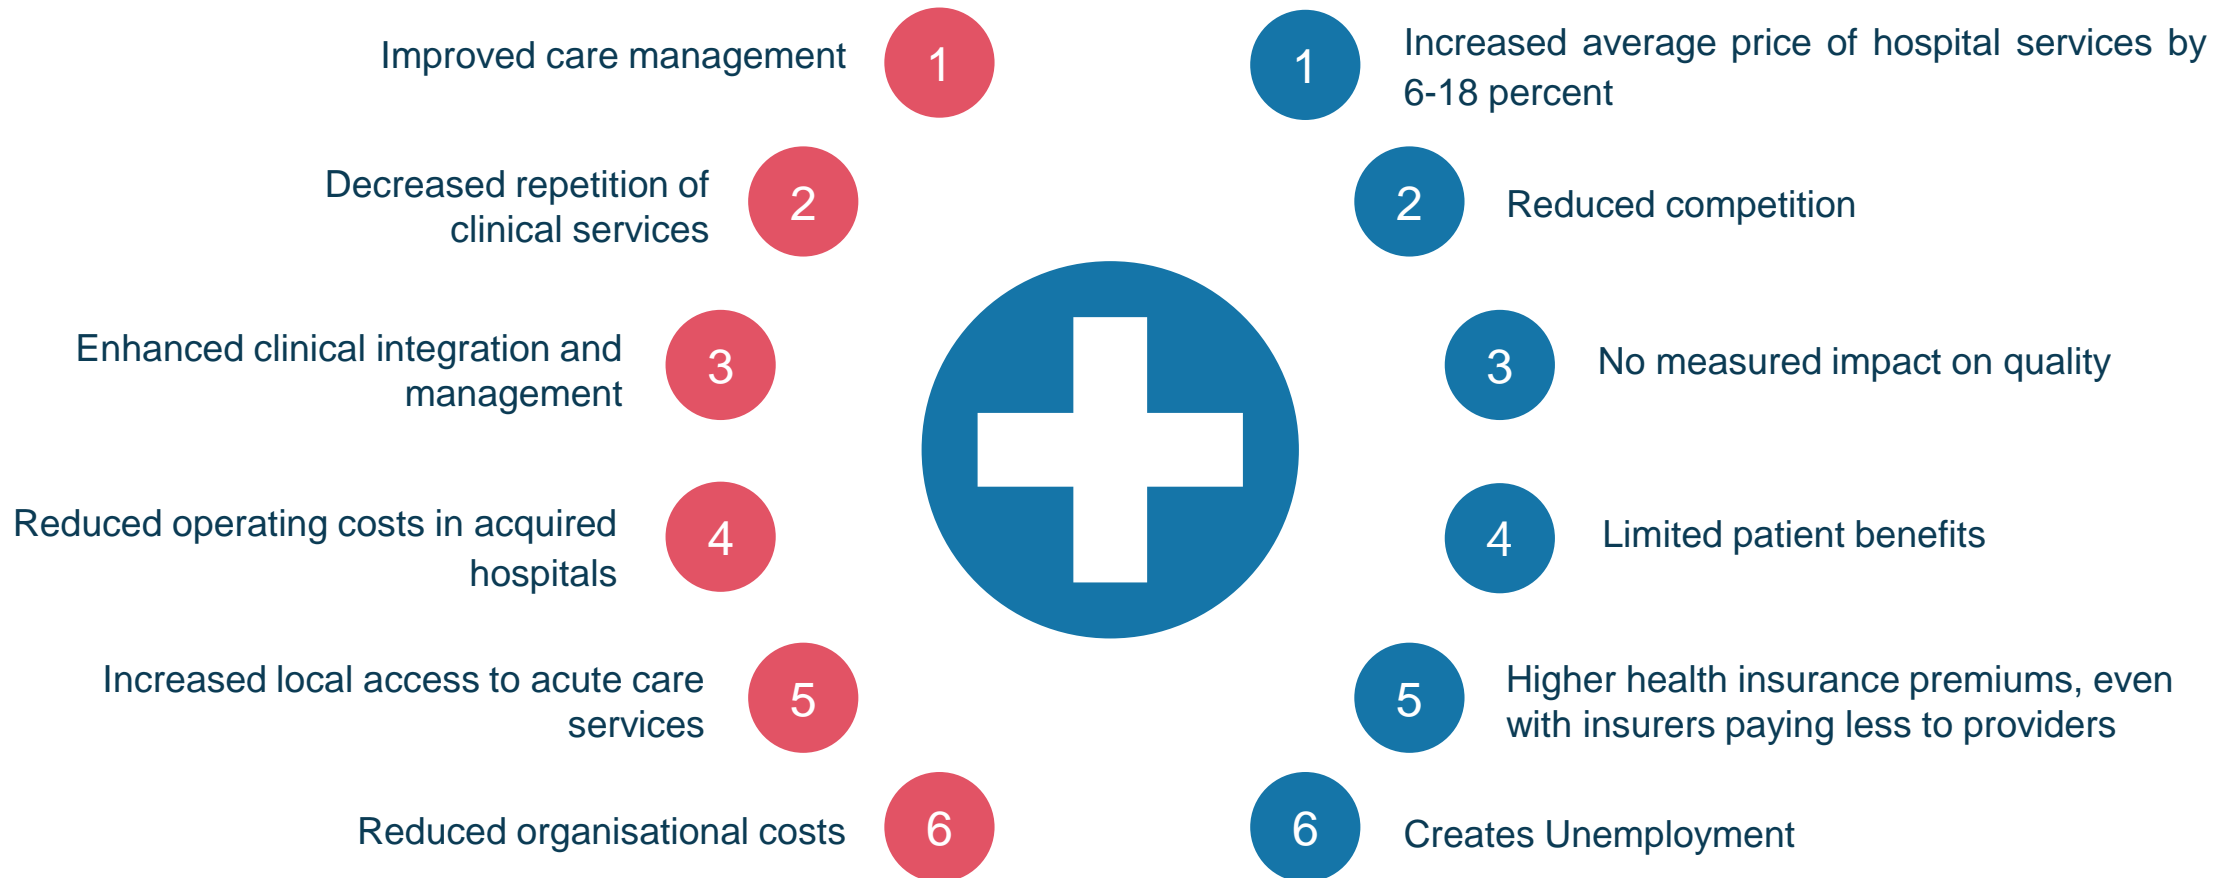 Improved care management
1
Decreased repetition of
clinical services
2
Enhanced clinical integration and
management
3
Reduced operating costs in acquired
hospitals
4
Increased local access to acute care
services
5
Reduced organisational costs
6
1
Increased average price of hospital services by
6-18 percent
2
Reduced competition
3
No measured impact on quality
4
Limited patient benefits
5
Higher health insurance premiums, even
with insurers paying less to providers
6
Creates Unemployment